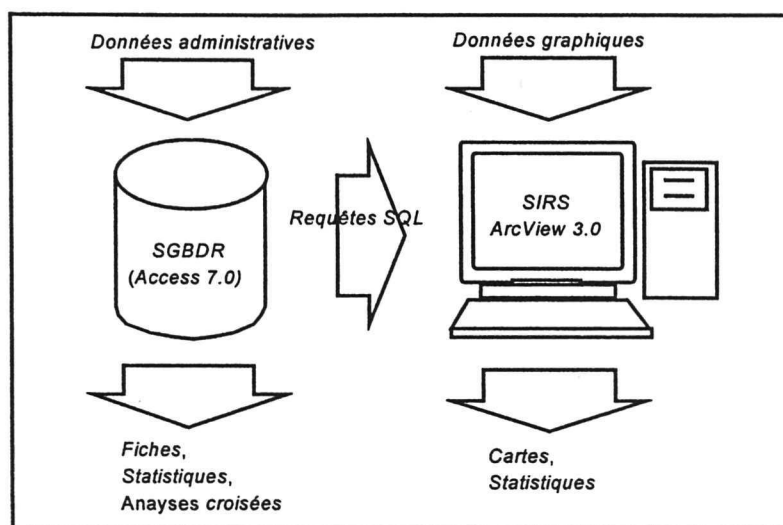 Données administratives
Données graphiques
SGBDR
(Access 7.0)
Requêtes SQL
SIRS
ArcView 3.0
Fiches,
Statistiques,
Anayses croisées
Cartes,
Statistiques